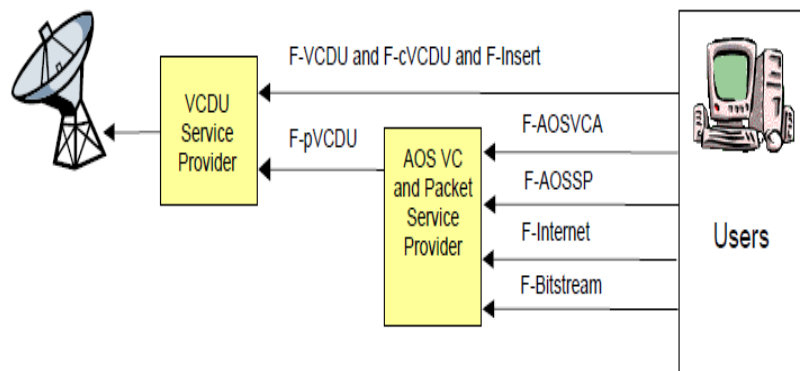 F-VCDU and F-cVCDU and F-Insert
VCDU
Service
Provider
F-pVCDU
AOS VC
and Packet
Service
Provider
F-AOSVCA
F-AOSSP
F-Internet
F-Bitstream
Users